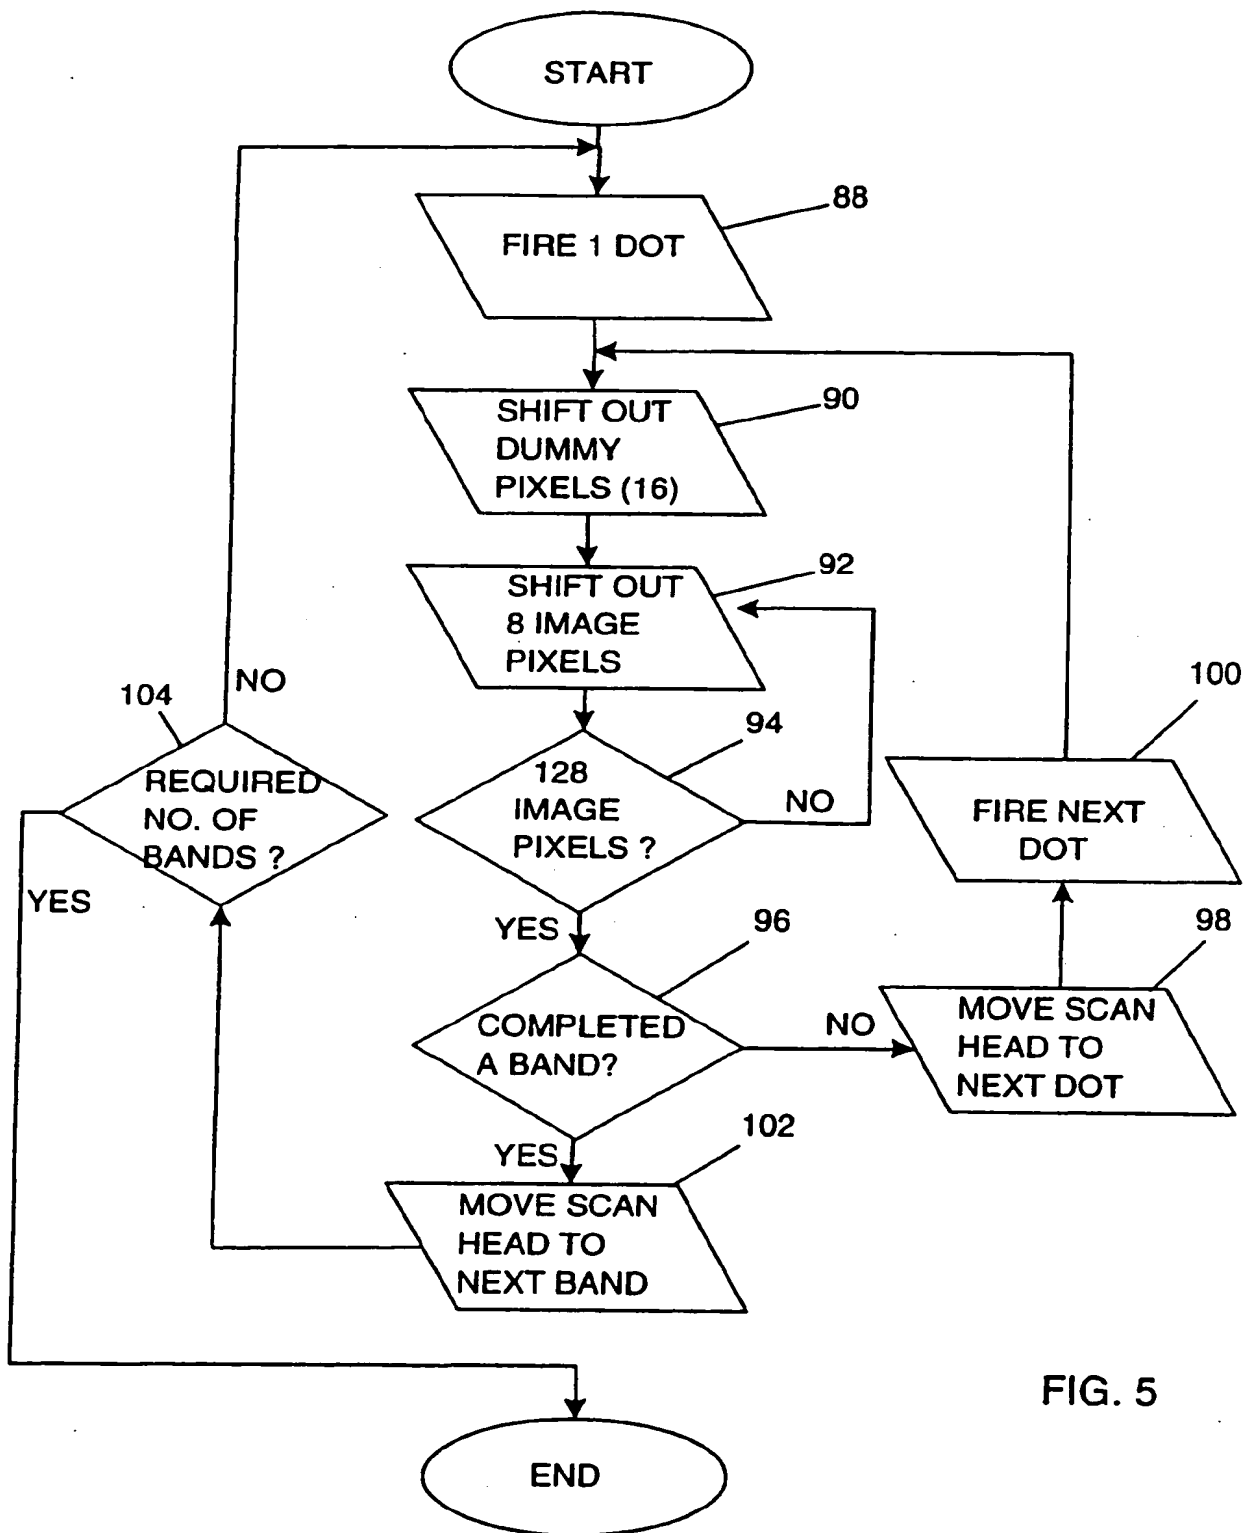 START
88
FIRE 1 DOT
90
SHIFT OUT
DUMMY
PIXELS (16)
92
SHIFT OUT
8 IMAGE
PIXELS
NO
104
REQUIRED
NO. OF
BANDS ?
YES
94
128
IMAGE
PIXELS ?
NO
YES
100
FIRE NEXT
DOT
96
COMPLETED
A BAND?
NO
YES
98
MOVE SCAN
HEAD TO
NEXT DOT
102
MOVE SCAN
HEAD TO
NEXT BAND
END
FIG. 5